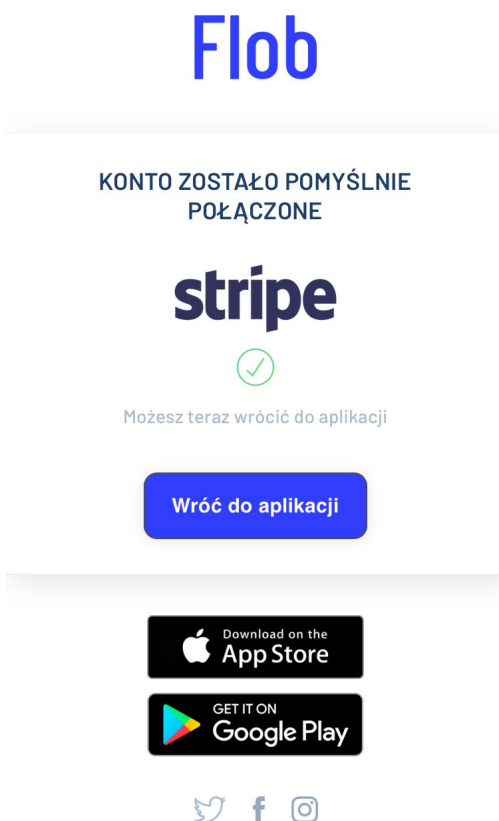 Flob
KONTO ZOSTAŁO POMYŚLNIE
POŁĄCZONE
stripe
Możesz teraz wrócić do aplikacji
Wróć do aplikacji
Download on the
App Store
GET IT ON
Google Play